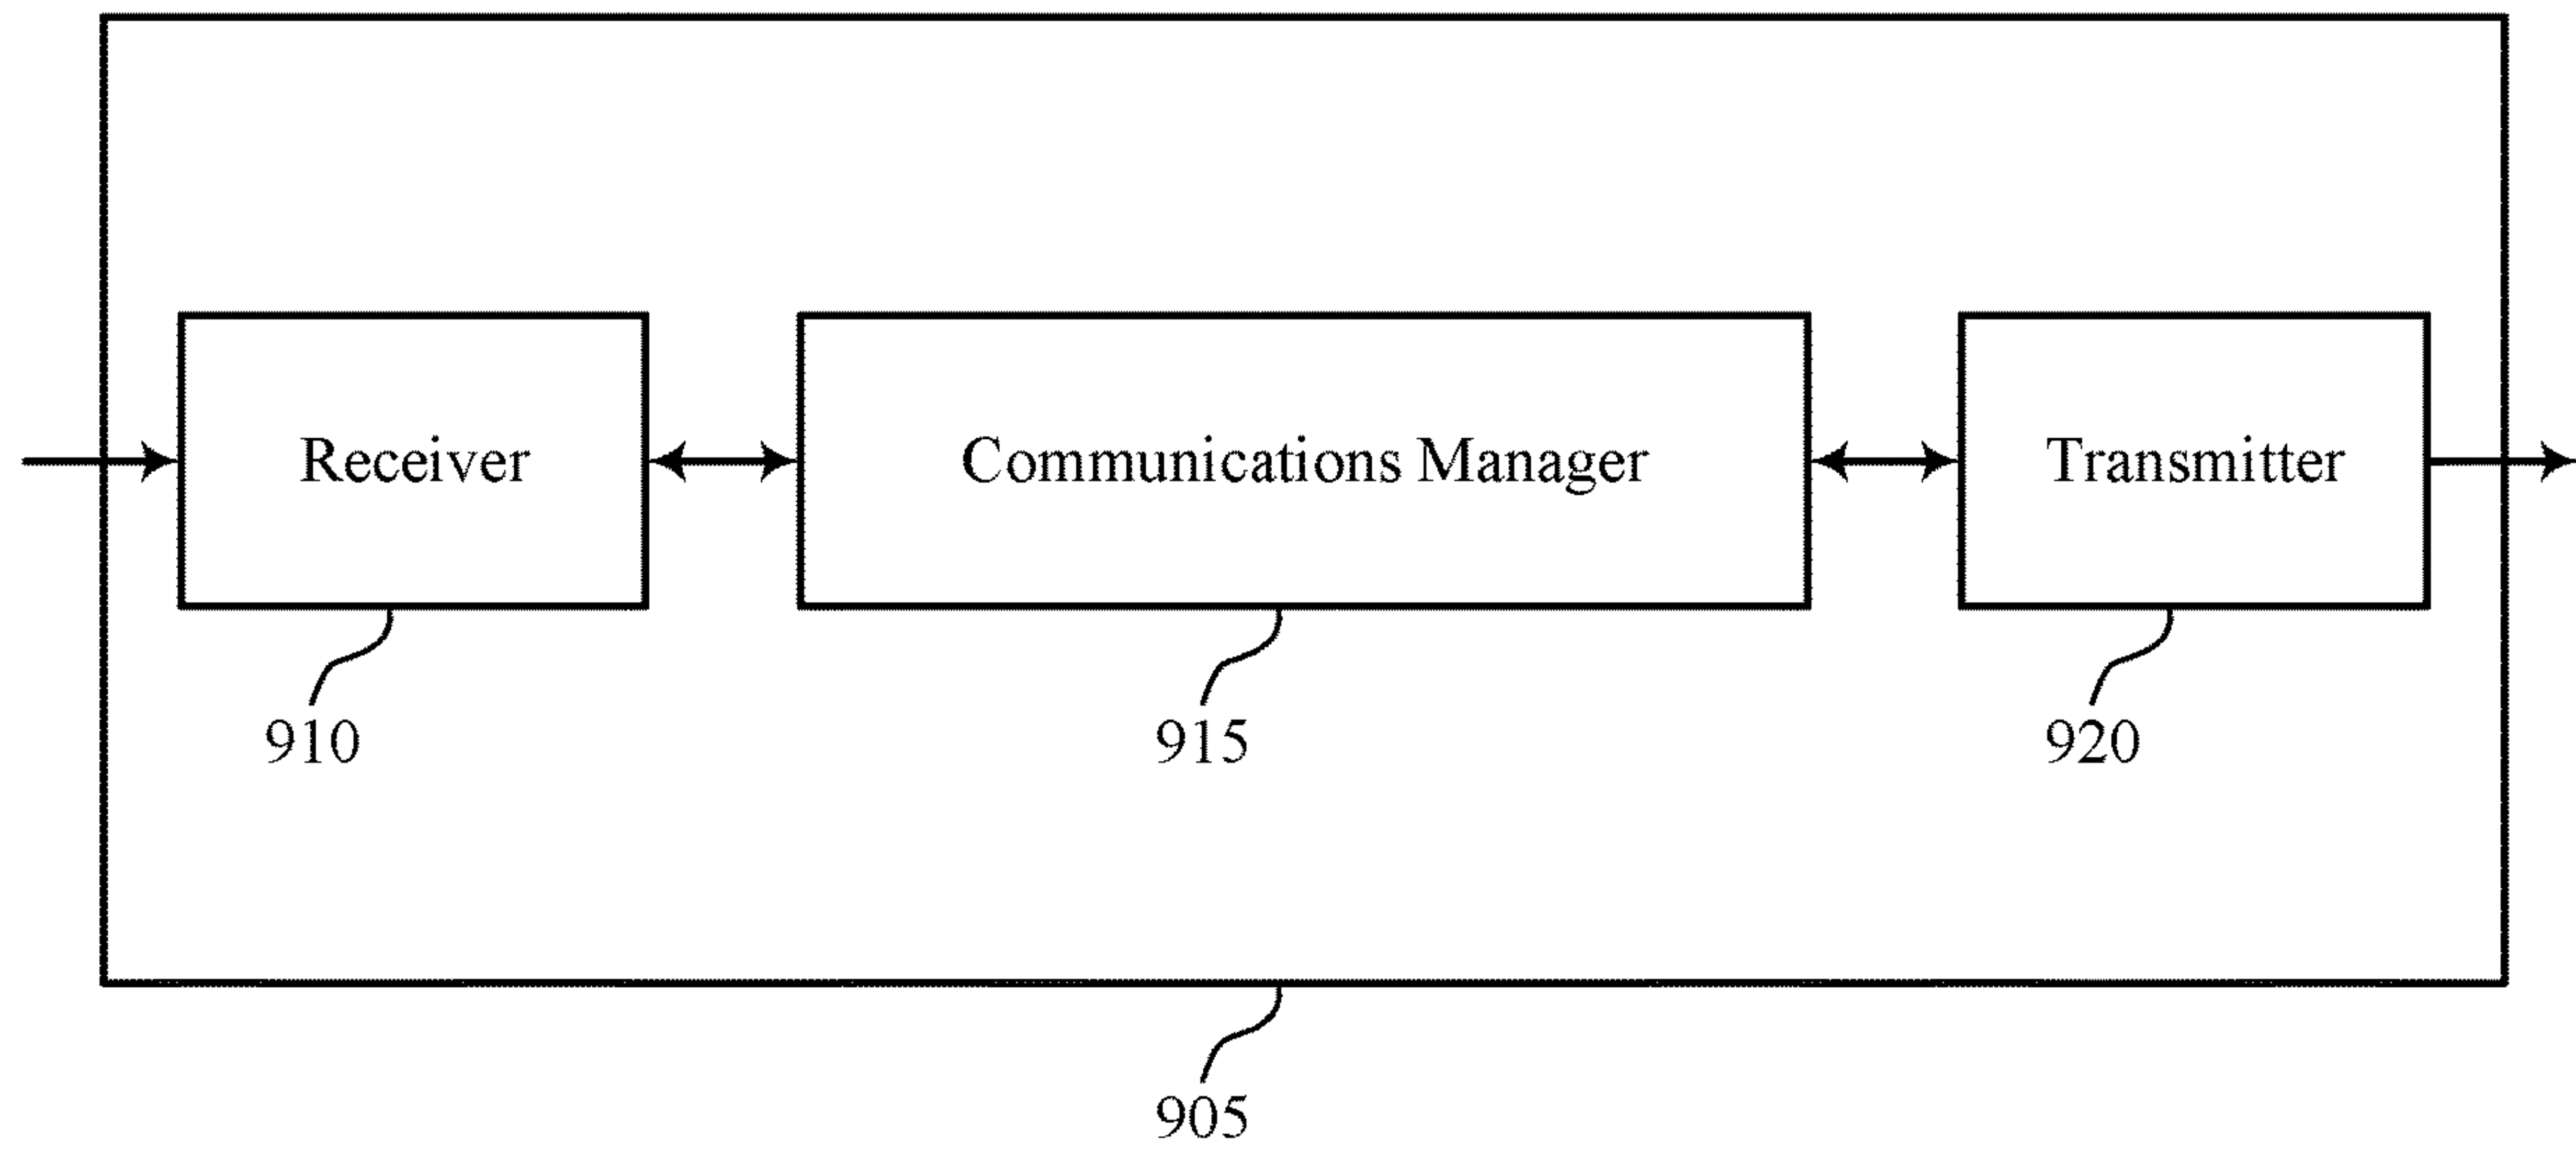 Receiver
Communications Manager
Transmitter
910
915
920
905